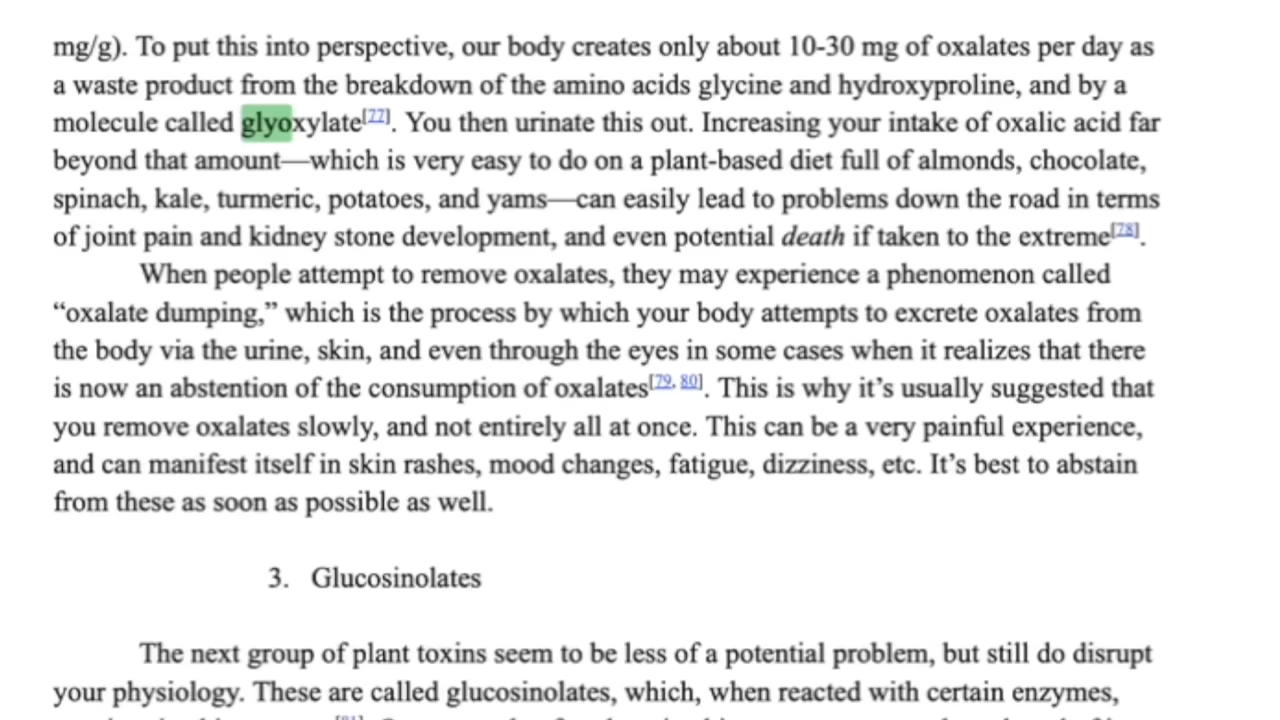 mg/g). To put this into perspective, our body creates only about 10-30 mg of oxalates per day as
a waste product from the breakdown of the amino acids glycine and hydroxyproline, and by a
molecule called glyoxylate[77]. You then urinate this out. Increasing your intake of oxalic acid far
beyond that amount—which is very easy to do on a plant-based diet full of almonds, chocolate,
spinach, kale, turmeric, potatoes, and yams—can easily lead to problems down the road in terms
of joint pain and kidney stone development, and even potential death if taken to the extreme[78].
When people attempt to remove oxalates, they may experience a phenomenon called
“oxalate dumping,” which is the process by which your body attempts to excrete oxalates from
the body via the urine, skin, and even through the eyes in some cases when it realizes that there
is now an abstention of the consumption of oxalates[79, 80]. This is why it’s usually suggested that
you remove oxalates slowly, and not entirely all at once. This can be a very painful experience,
and can manifest itself in skin rashes, mood changes, fatigue, dizziness, etc. It’s best to abstain
from these as soon as possible as well.
3. Glucosinolates
The next group of plant toxins seem to be less of a potential problem, but still do disrupt
your physiology. These are called glucosinolates, which, when reacted with certain enzymes,